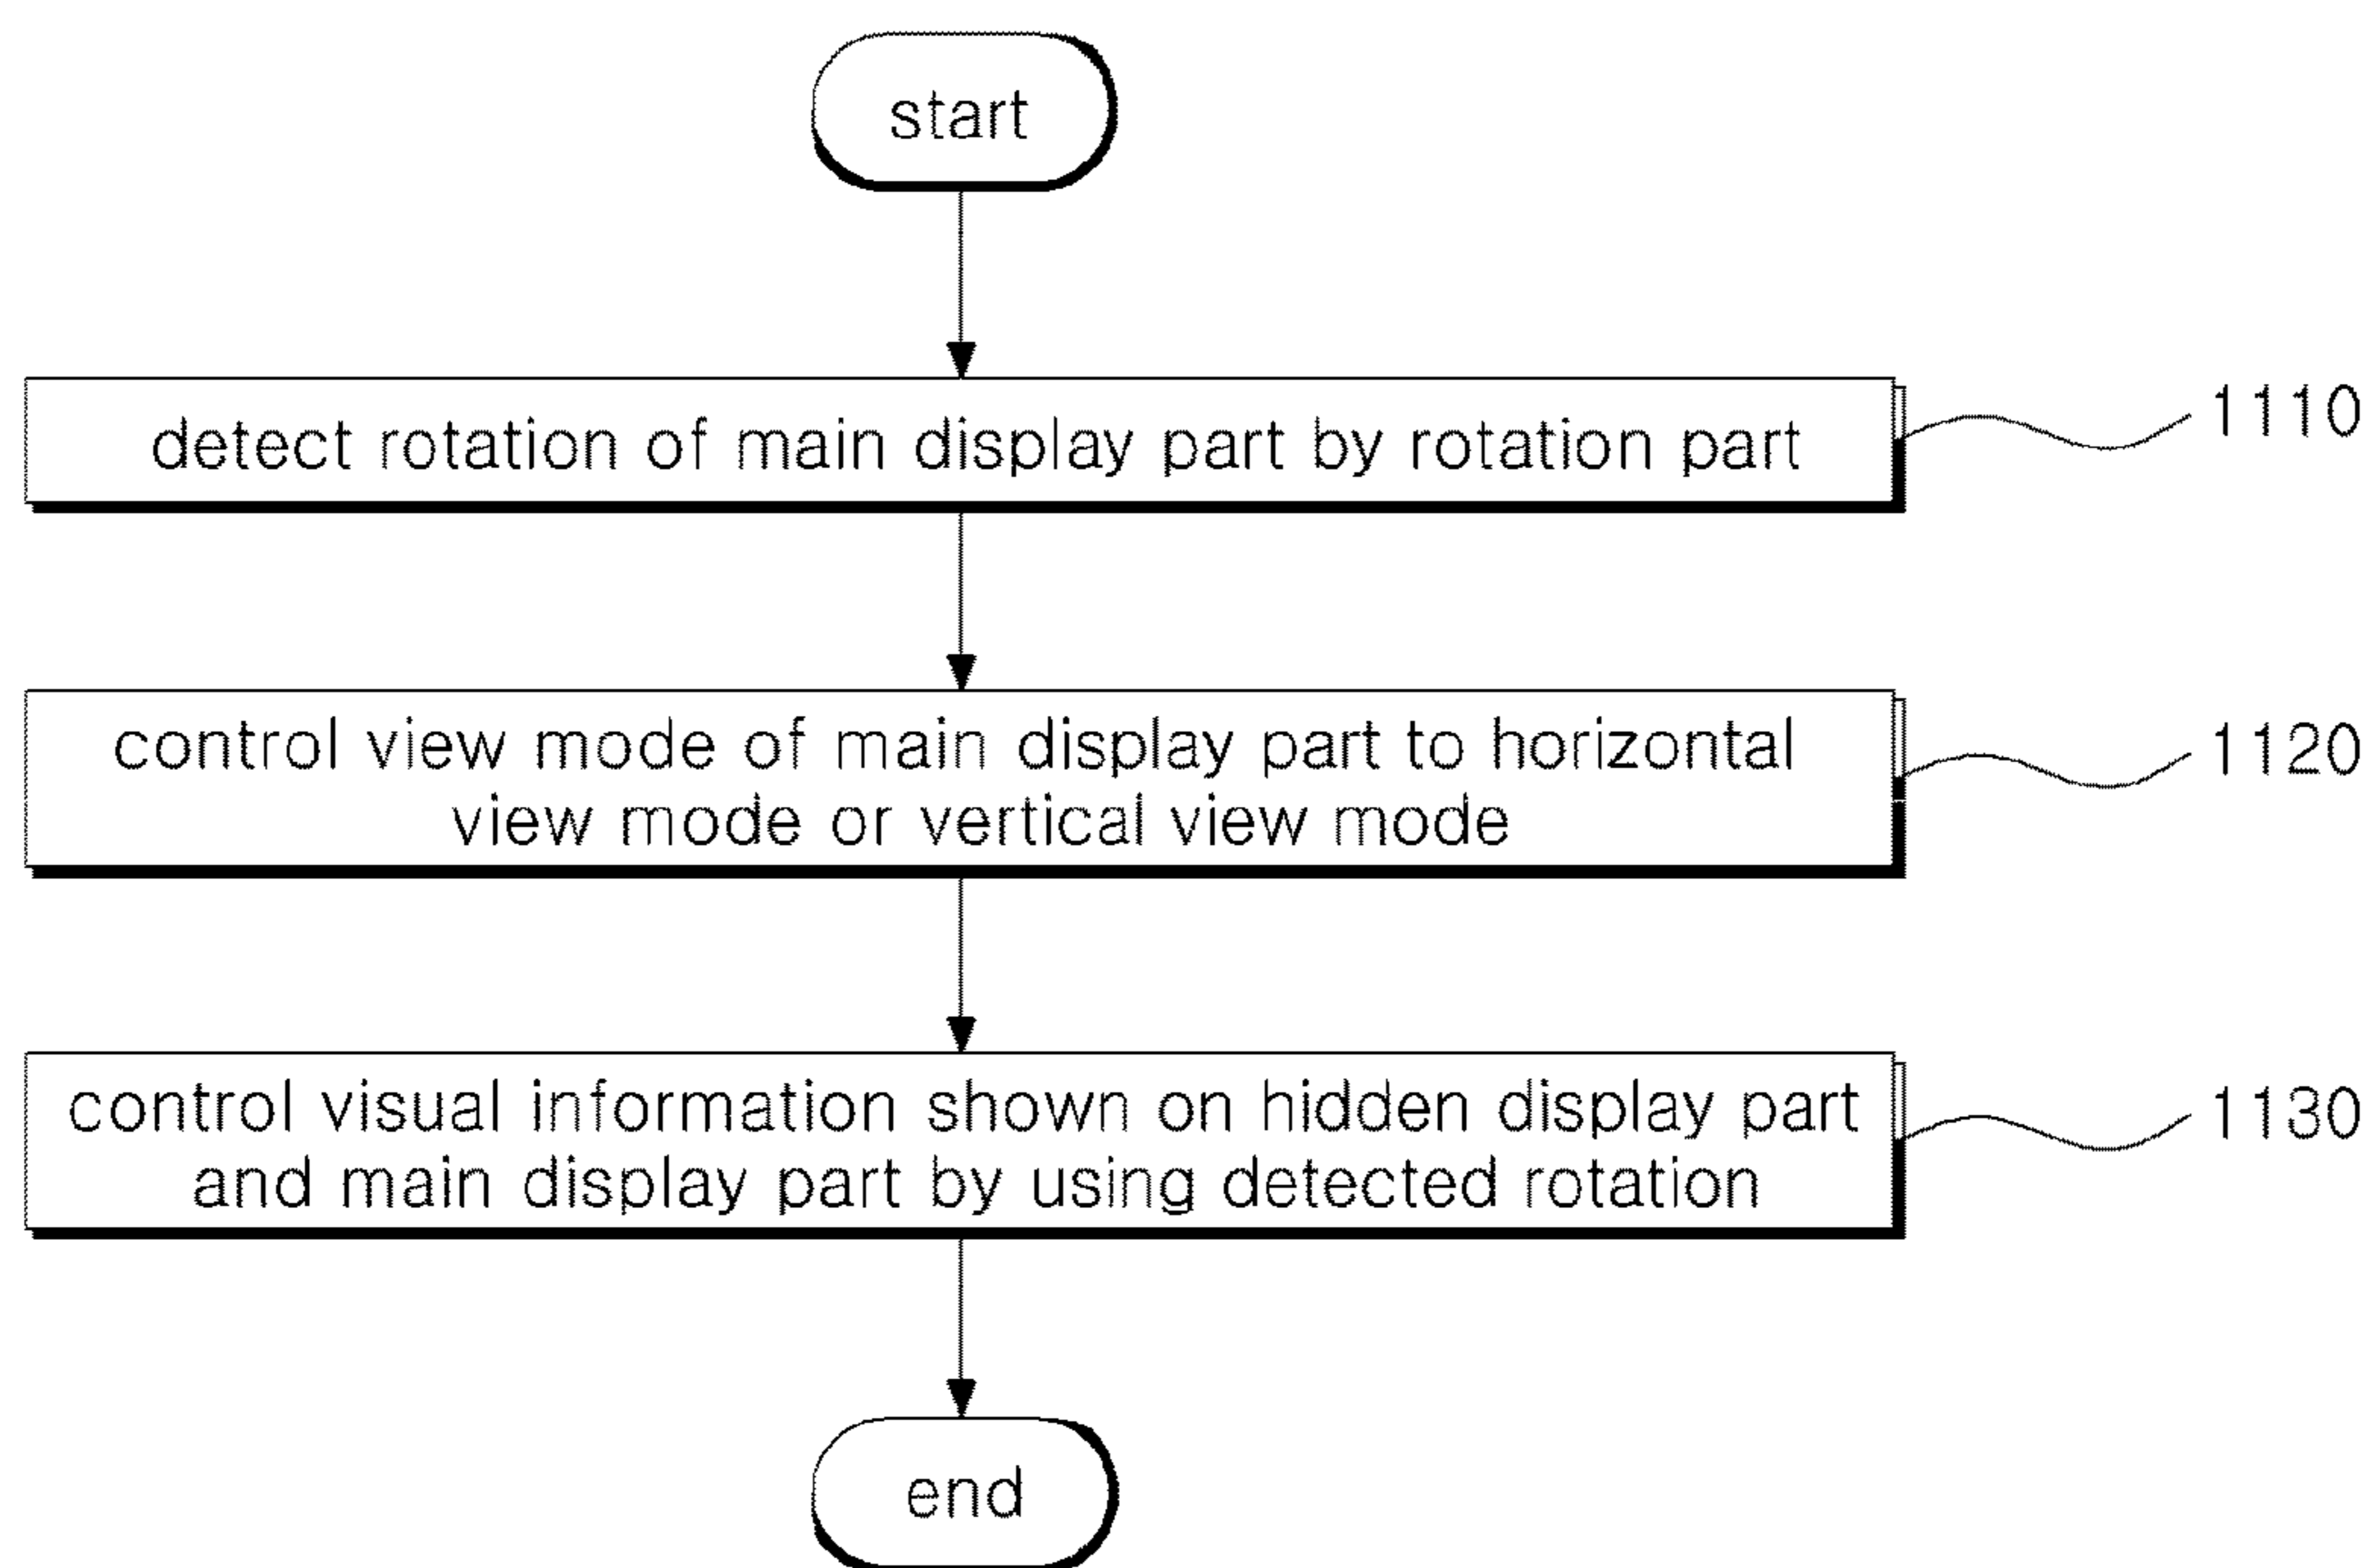 start
detect rotation of main display part by rotation part
1110
control view mode of main display part to horizontal
view mode or vertical view mode
1120
control visual information shown on hidden display part
and main display part by using detected rotation
1130
end